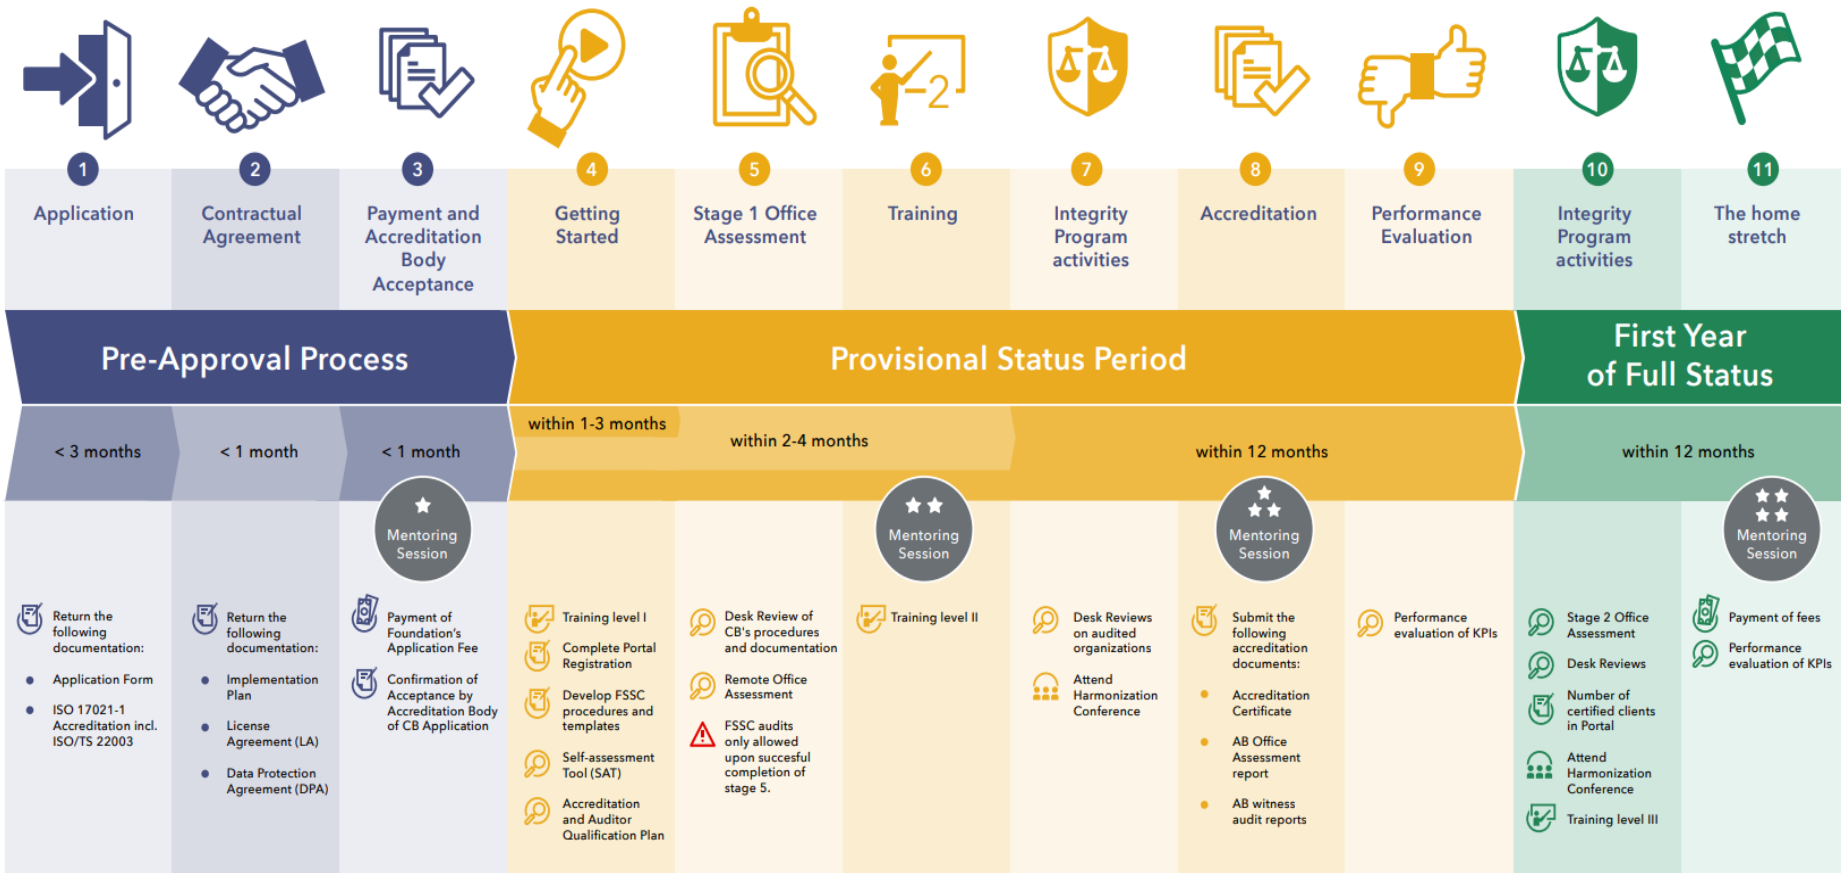 2
1
2
3
4
5
6
7
8
9
10
11
Application
Contractual
Agreement
Payment and
Accreditation
Body
Acceptance
Getting
Started
Stage 1 Office
Assessment
Training
Integrity
Program
activities
Accreditation
Performance
Evaluation
Integrity
Program
activities
The home
stretch
Pre-Approval Process
Provisional Status Period
First Year
of Full Status
< 3 months
< 1 month
< 1 month
within 1-3 months
within 2-4 months
within 12 months
within 12 months
Mentoring
Session
Mentoring
Session
Mentoring
Session
Mentoring
Session
Return the
following
documentation:
Application Form
ISO 17021-1
Accreditation incl.
ISO/TS 22003
Return the
following
documentation:
Implementation
Plan
License
Agreement (LA)
Data Protection
Agreement (DPA)
Payment of
Foundation's
Application Fee
Confirmation of
Acceptance by
Accreditation Body
of CB Application
Training level I
Complete Portal
Registration
Develop FSSC
procedures and
templates
Self-assessment
Tool (SAT)
Accreditation
and Auditor
Qualification Plan
Desk Review of
CB's procedures
and documentation
Remote Office
Assessment
FSSC audits
only allowed
upon succesful
completion of
stage 5.
Training level II
Desk Reviews
on audited
organizations
Attend
Harmonization
Conference
Submit the
following
accreditation
documents:
Accreditation
Certificate
AB Office
Assessment
report
AB witness
audit reports
Performance
evaluation of KPIs
Stage 2 Office
Assessment
Desk Reviews
Number of
certified clients
in Portal
Attend
Harmonization
Conference
Training level III
Payment of fees
Performance
evaluation of KPIs